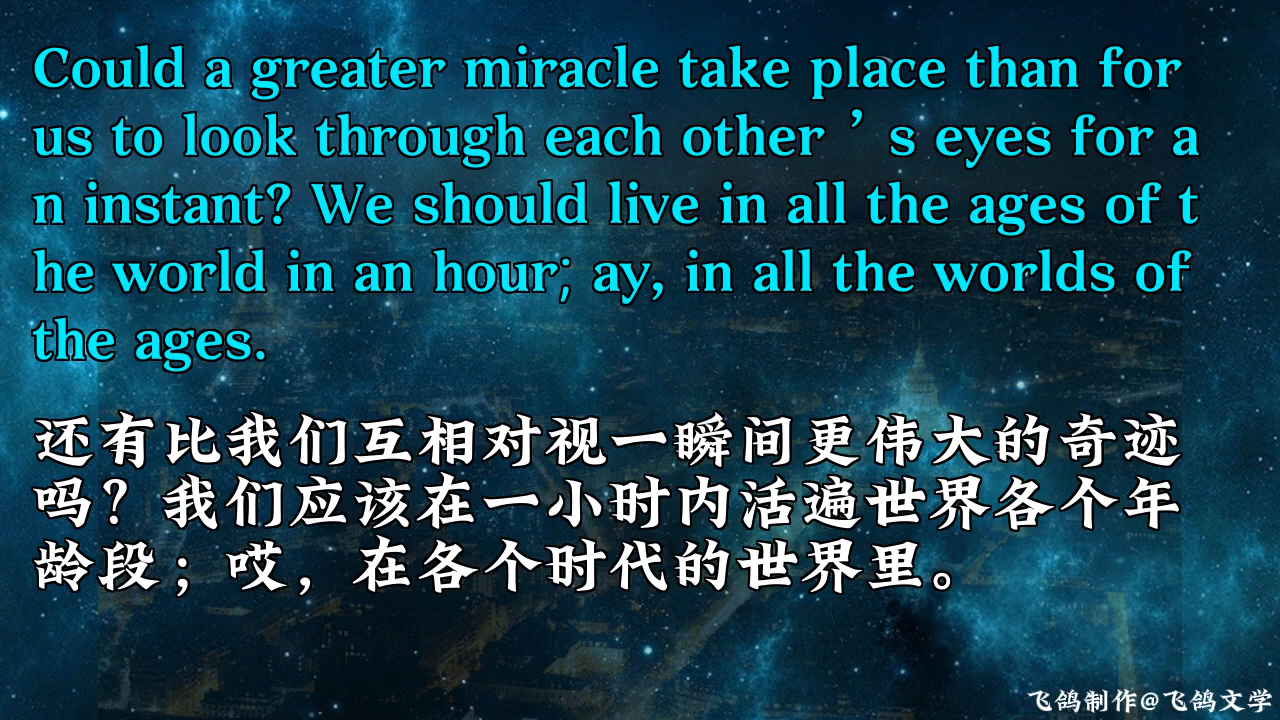 Could a greater miracle take place than for
us to look through each other ’ s eyes for a
n instant? We should live in all the ages of t
he world in an hour; ay, in all the worlds of
the ages.
还有比我们互相对视一瞬间更伟大的奇迹
吗？我们应该在一小时内活遍世界各个年
龄段；哎，在各个时代的世界里。
飞鸽制作@飞鸽文学